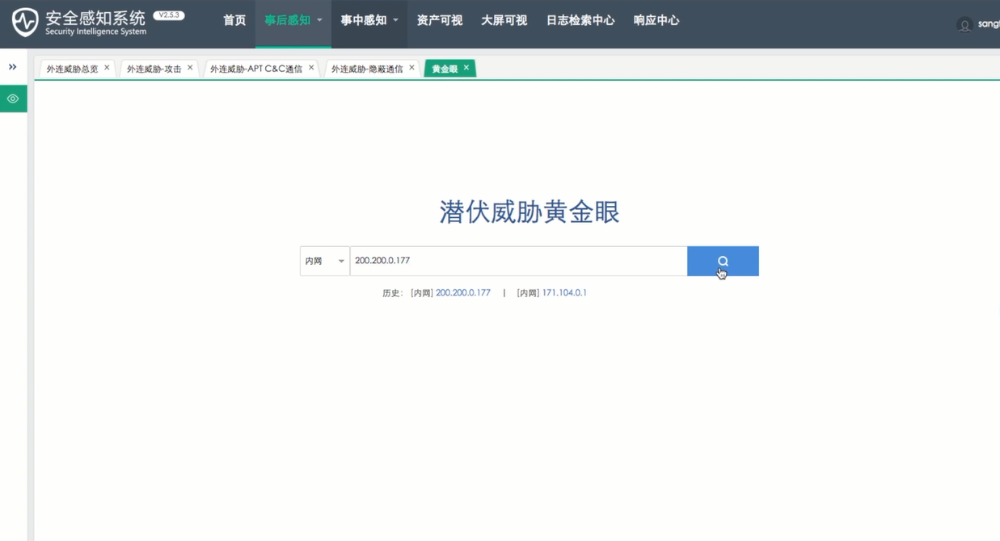 安全感知系统 V2.5.3
Security Intelligence System
首页 事后感知 事中感知 资产可视 大屏可视 日志检索中心 响应中心
外连威胁总览 × 外连威胁-攻击 × 外连威胁-APT C&C通信 × 外连威胁-隐蔽通信 × 黄金眼 ×
潜伏威胁黄金眼
内网 200.200.0.177
历史： [内网] 200.200.0.177 | [内网] 171.104.0.1